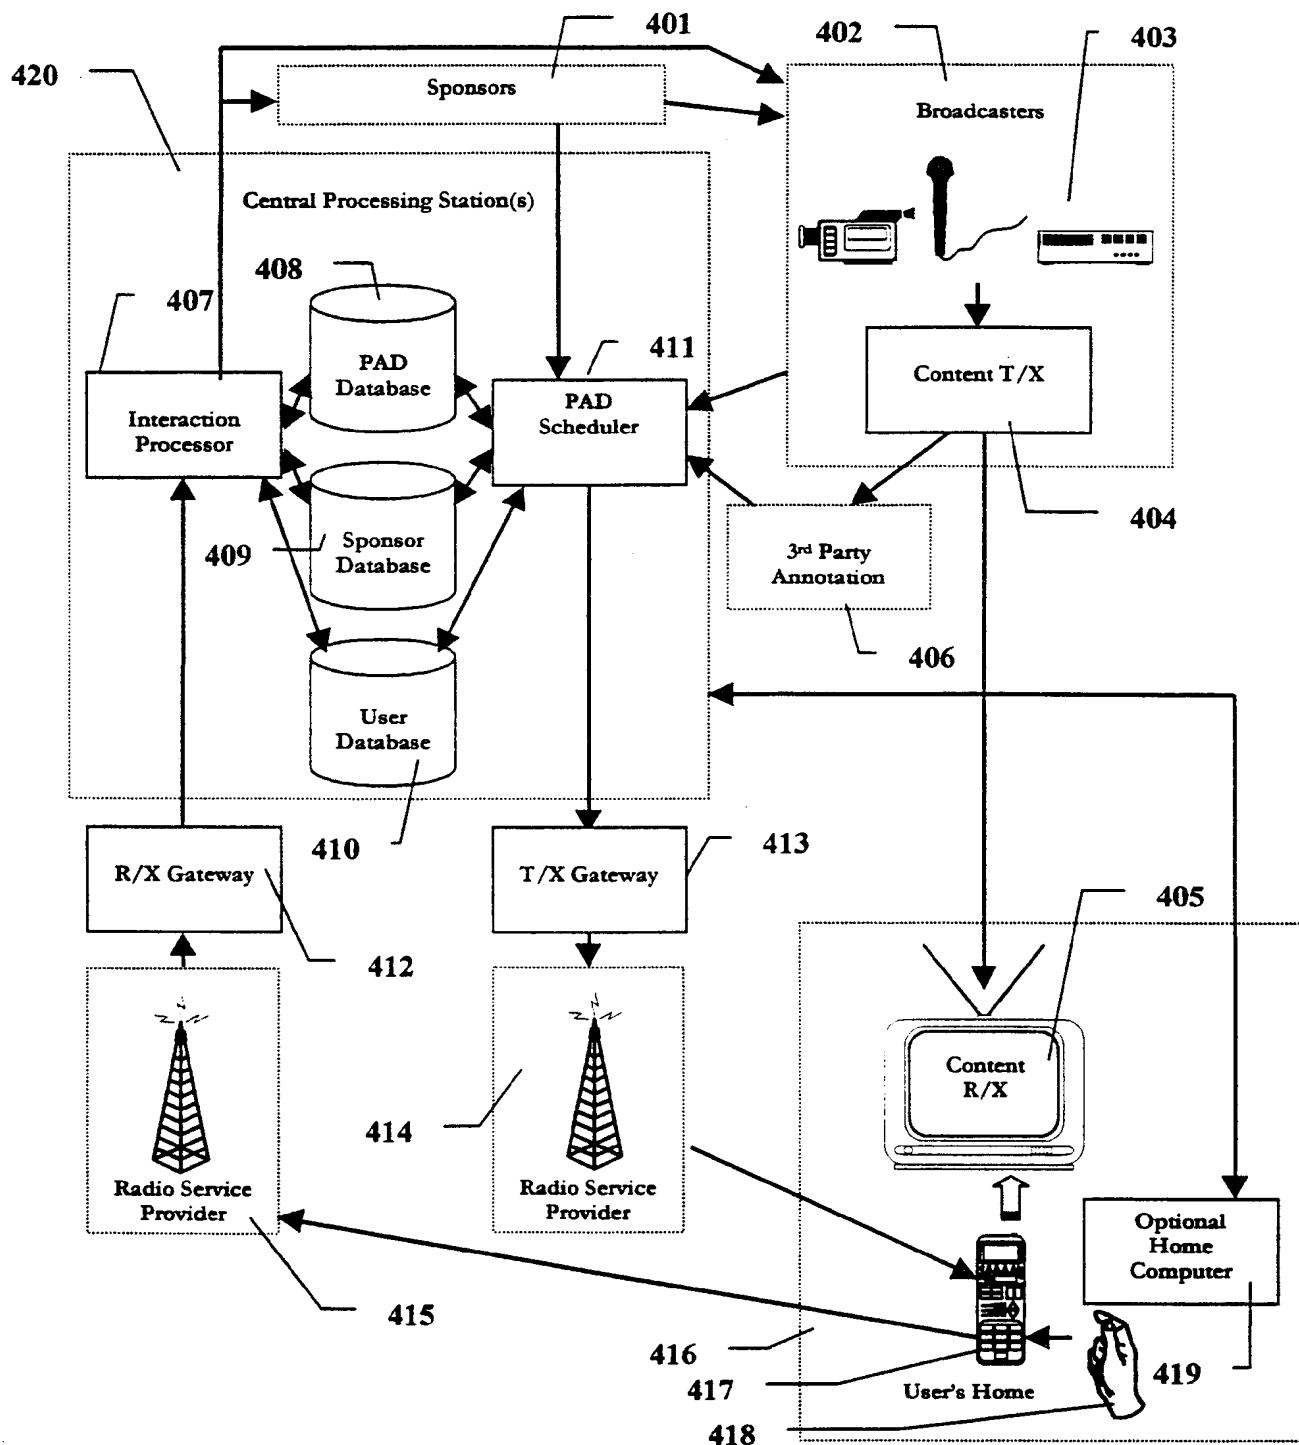 401
402
403
420
Sponsors
Broadcasters
Central Processing Station(s)
408
407
411
PAD
Database
PAD
Scheduler
Content T/X
Interaction
Processor
404
409
Sponsor
Database
3rd Party
Annotation
406
User
Database
410
413
R/X Gateway
T/X Gateway
405
412
Content
R/X
414
Radio Service
Provider
Radio Service
Provider
Optional
Home
Computer
415
416
417
User's Home
419
418